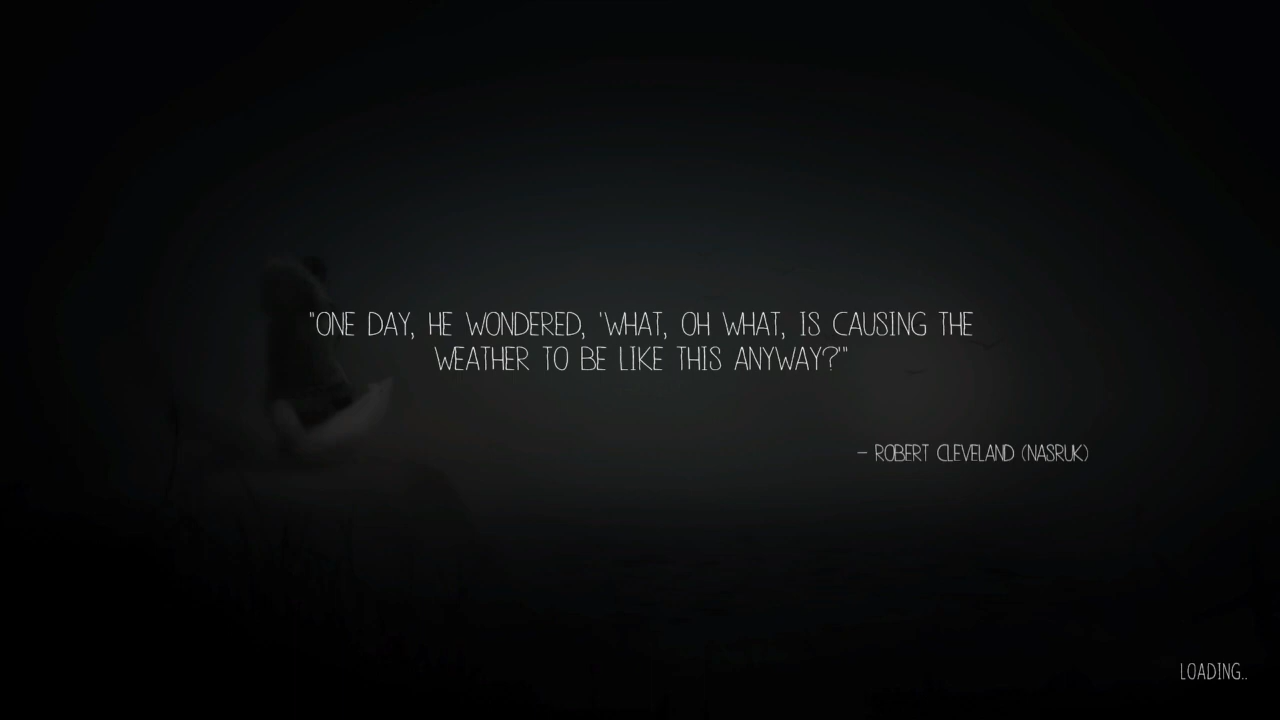 "ONE DAY, HE WONDERED, 'WHAT, OH WHAT, IS CAUSING THE
WEATHER TO BE LIKE THIS ANYWAY?'"
– ROBERT CLEVELAND (NASRUK)
LOADING..